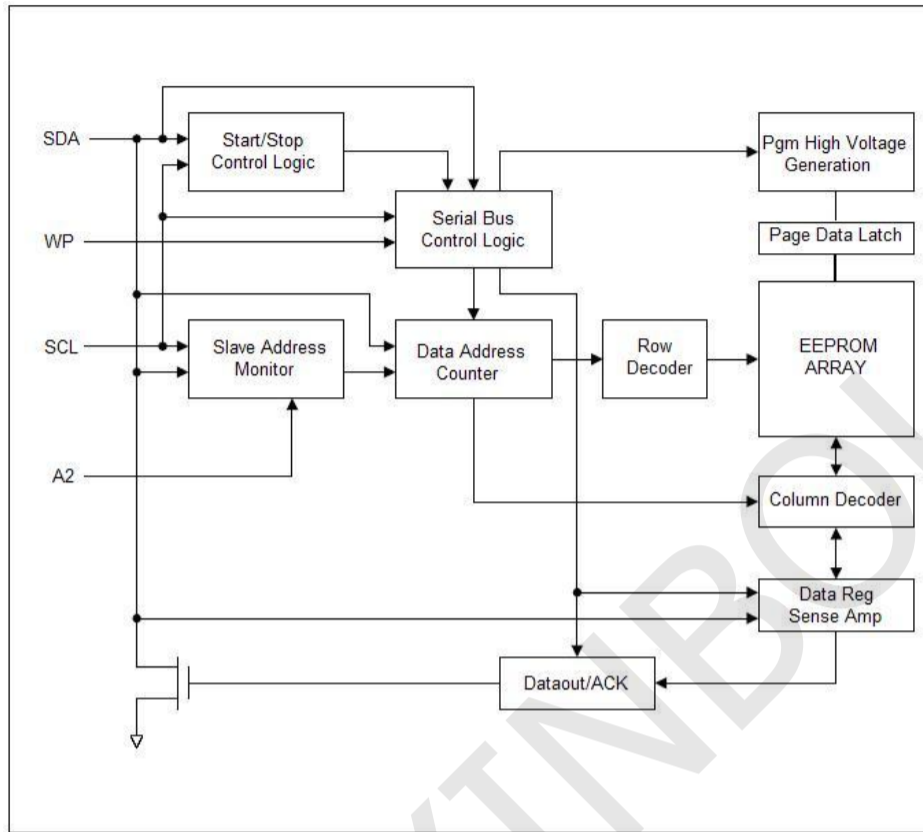 SDA
Start/Stop
Control Logic
Pgm High Voltage
Generation
WP
Serial Bus
Control Logic
Page Data Latch
SCL
Slave Address
Monitor
Data Address
Counter
Row
Decoder
EEPROM
ARRAY
A2
Column Decoder
Data Reg
Sense Amp
Dataout/ACK